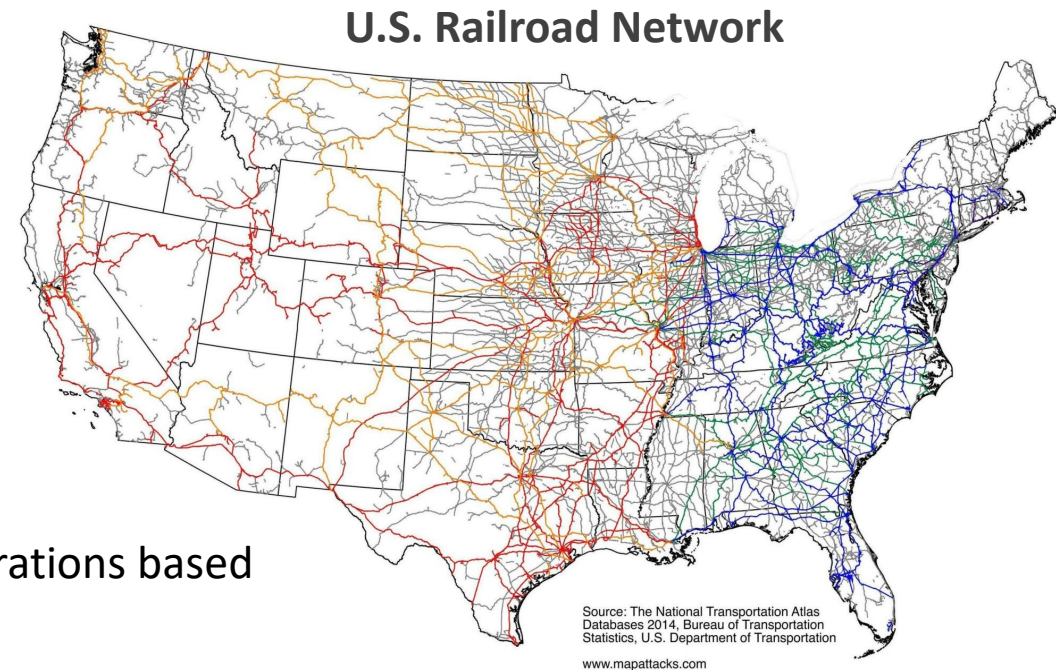 U.S. Railroad Network
rations based
Source: The National Transportation Atlas
Databases 2014, Bureau of Transportation
Statistics, U.S. Department of Transportation
www.mapattacks.com